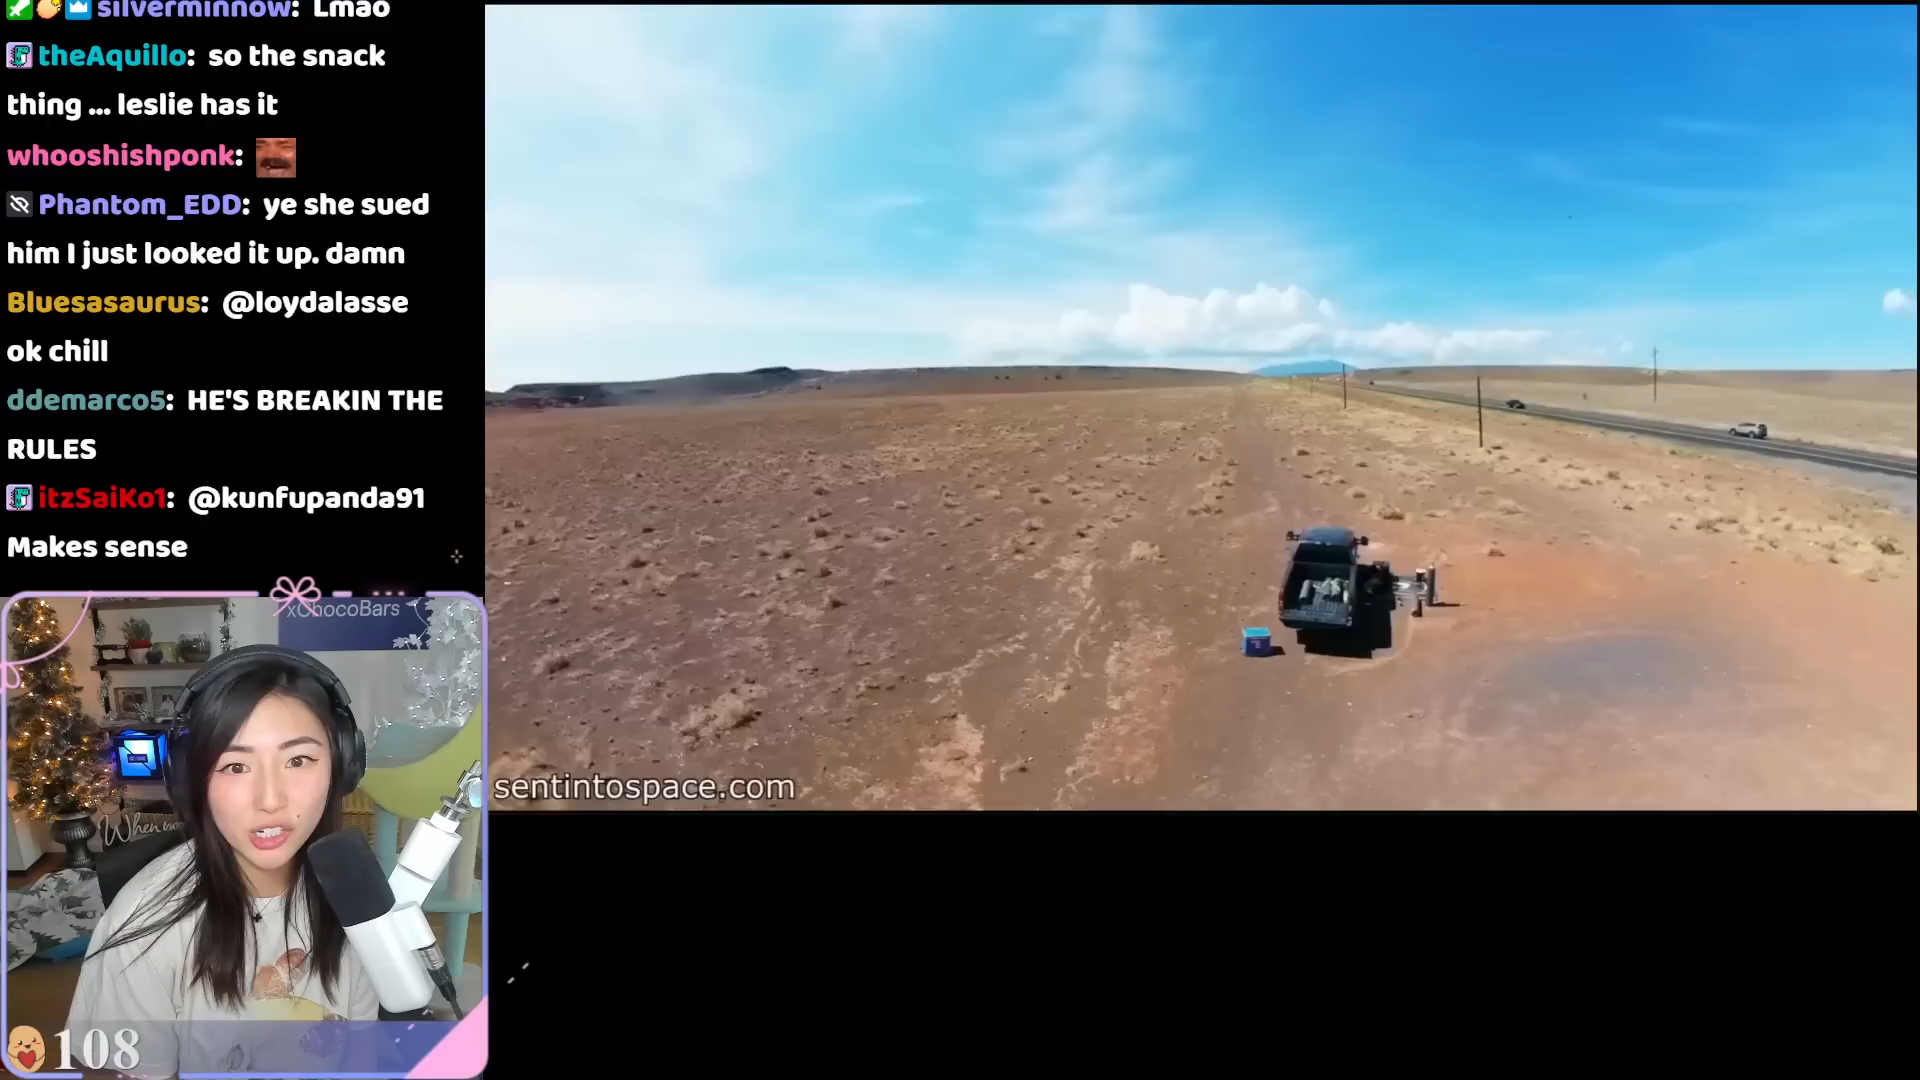 silverminnow: Lmao
theAquillo: so the snack
thing ... leslie has it
whooshishponk:
Phantom_EDD: ye she sued
him I just looked it up. damn
Bluesasaurus: @loydalasse
ok chill
ddemarco5: HE'S BREAKIN THE
RULES
itzSaiKo1: @kunfupanda91
Makes sense
xChocoBars
When
108
sentintospace.com